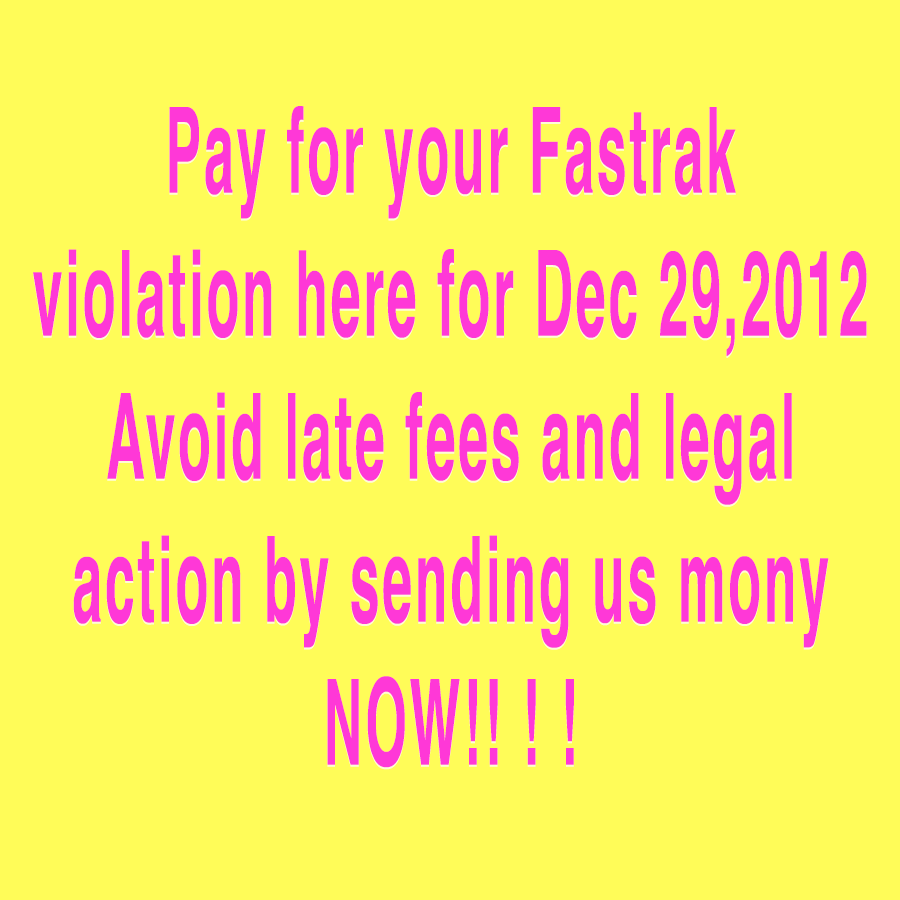 Pay for your Fastrak
violation here for Dec 29,2012
Avoid late fees and legal
action by sending us mony
NOW!! ! !